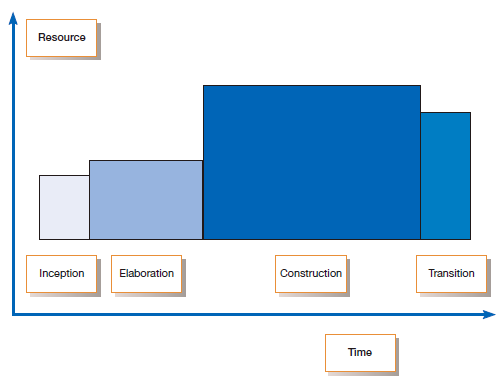 Resource
Inception
Elaboration
Construction
Transition
Time